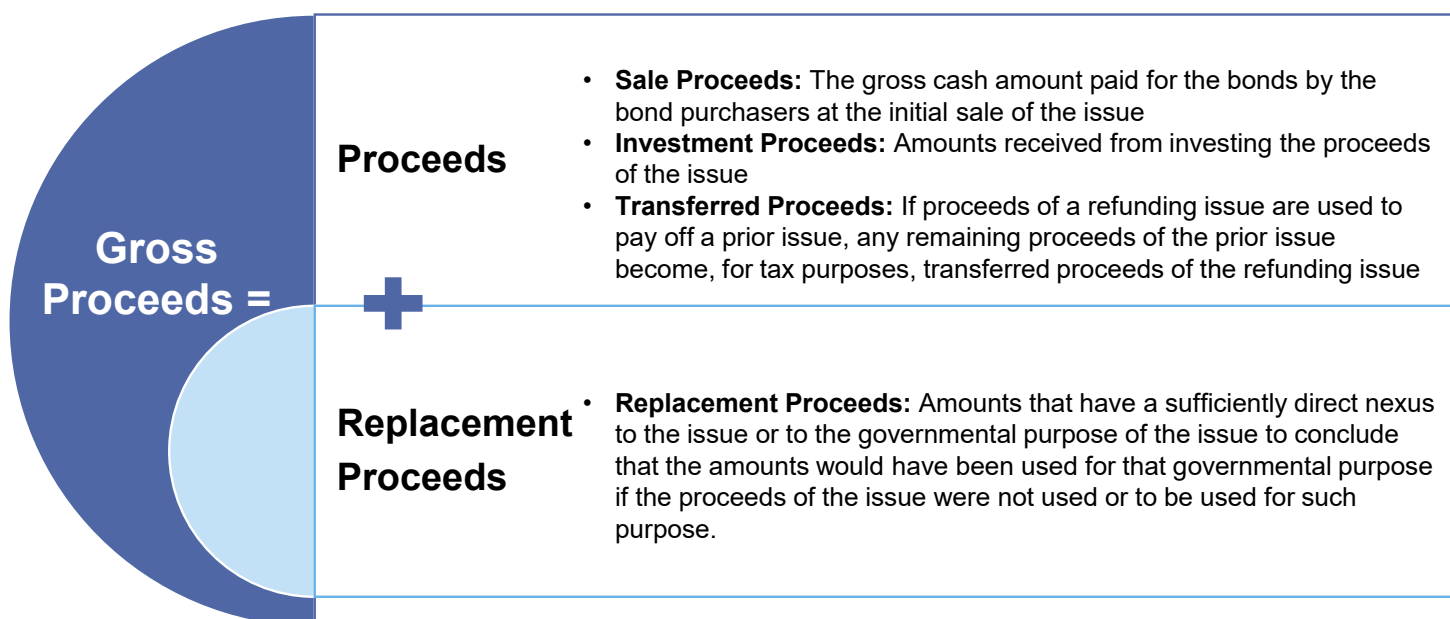 Gross
Proceeds =
Proceeds
• Sale Proceeds: The gross cash amount paid for the bonds by the
bond purchasers at the initial sale of the issue
• Investment Proceeds: Amounts received from investing the proceeds
of the issue
• Transferred Proceeds: If proceeds of a refunding issue are used to
pay off a prior issue, any remaining proceeds of the prior issue
become, for tax purposes, transferred proceeds of the refunding issue
Replacement
Proceeds
• Replacement Proceeds: Amounts that have a sufficiently direct nexus
to the issue or to the governmental purpose of the issue to conclude
that the amounts would have been used for that governmental purpose
if the proceeds of the issue were not used or to be used for such
purpose.